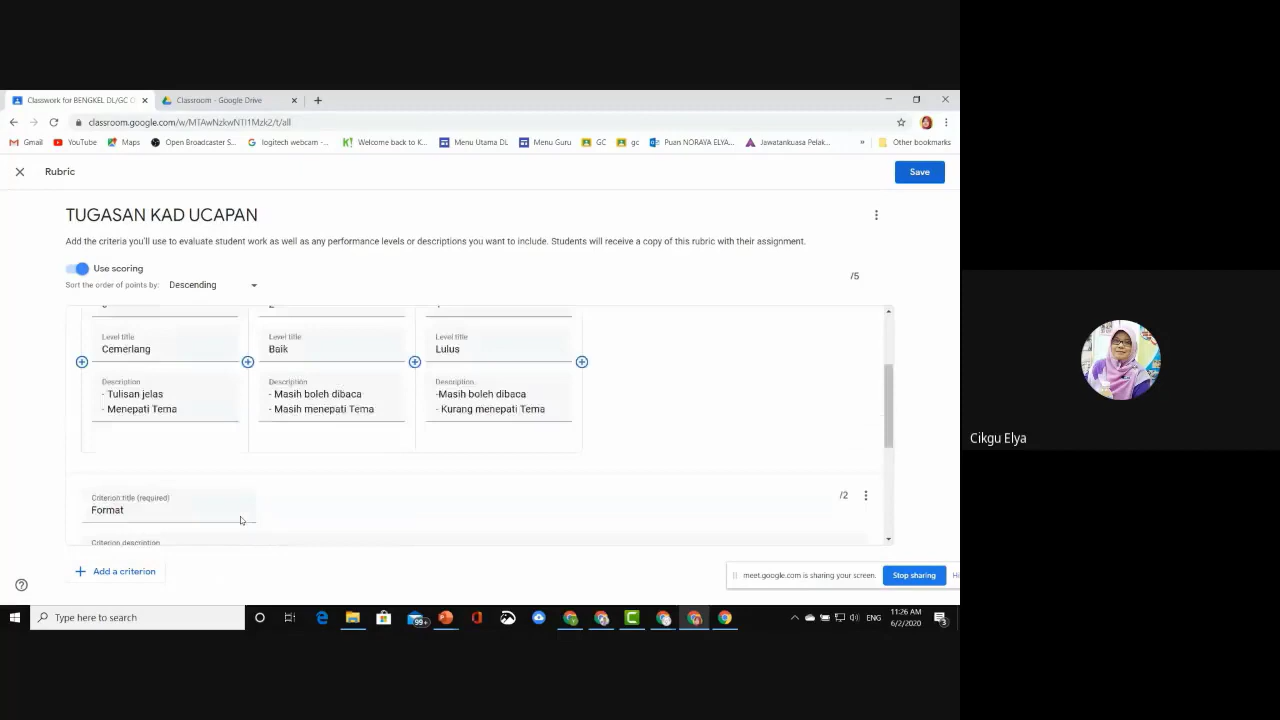 Classwork for BENGKEL DL/GC O
Classroom - Google Drive
classroom.google.com/w/MTAwNzkwNTI1Mzk2/t/all
Gmail
YouTube
Maps
Open Broadcaster S...
logitech webcam -...
Welcome back to K...
Menu Utama DL
Menu Guru
GC
gc
Puan NORAYA ELYA...
Jawatankuasa Pelak...
»
Other bookmarks
Rubric
Save
TUGASAN KAD UCAPAN
Add the criteria you'll use to evaluate student work as well as any performance levels or descriptions you want to include. Students will receive a copy of this rubric with their assignment.
Use scoring
Sort the order of points by:
Descending
/5
Level title
Cemerlang
Level title
Baik
Level title
Lulus
Description
- Tulisan jelas
- Menepati Tema
Description
- Masih boleh dibaca
- Masih menepati Tema
Description
-Masih boleh dibaca
- Kurang menepati Tema
Criterion title (required)
Format
/2
Criterion description
+ Add a criterion
meet.google.com is sharing your screen.
Stop sharing
Hi
Type here to search
99+
ENG
11:26 AM
6/2/2020
3
Cikgu Elya